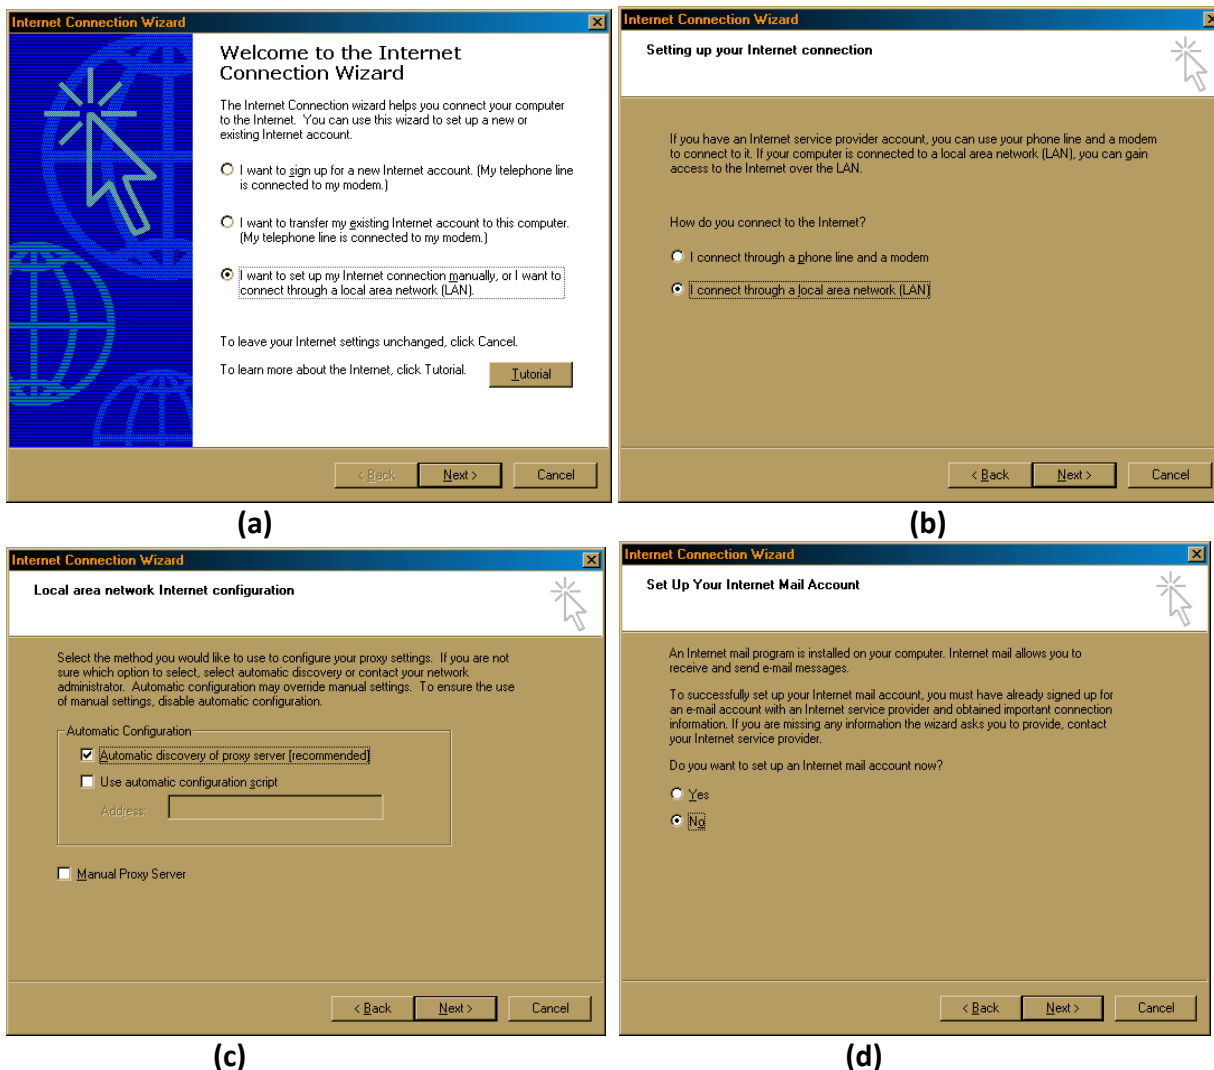 Internet Connection Wizard
Welcome to the Internet
Connection Wizard
The Internet Connection wizard helps you connect your computer
to the Internet. You can use this wizard to set up a new or
existing Internet account.
I want to sign up for a new Internet account. (My telephone line
is connected to my modem.)
I want to transfer my existing Internet account to this computer.
(My telephone line is connected to my modem.)
I want to set up my Internet connection manually, or I want to
connect through a local area network (LAN).
To leave your Internet settings unchanged, click Cancel.
To learn more about the Internet, click Tutorial.
Tutorial
< Back
Next >
Cancel
(a)
Internet Connection Wizard
Setting up your Internet connection
If you have an Internet service provider account, you can use your phone line and a modem
to connect to it. If your computer is connected to a local area network (LAN), you can gain
access to the Internet over the LAN.
How do you connect to the Internet?
I connect through a phone line and a modem
I connect through a local area network (LAN)
< Back
Next >
Cancel
(b)
Internet Connection Wizard
Local area network Internet configuration
Select the method you would like to use to configure your proxy settings. If you are not
sure which option to select, select automatic discovery or contact your network
administrator. Automatic configuration may override manual settings. To ensure the use
of manual settings, disable automatic configuration.
Automatic Configuration
Automatic discovery of proxy server [recommended]
Use automatic configuration script
Address:
Manual Proxy Server
< Back
Next >
Cancel
(c)
Internet Connection Wizard
Set Up Your Internet Mail Account
An Internet mail program is installed on your computer. Internet mail allows you to
receive and send e-mail messages.
To successfully set up your Internet mail account, you must have already signed up for
an e-mail account with an Internet service provider and obtained important connection
information. If you are missing any information the wizard asks you to provide, contact
your Internet service provider.
Do you want to set up an Internet mail account now?
Yes
No
< Back
Next >
Cancel
(d)